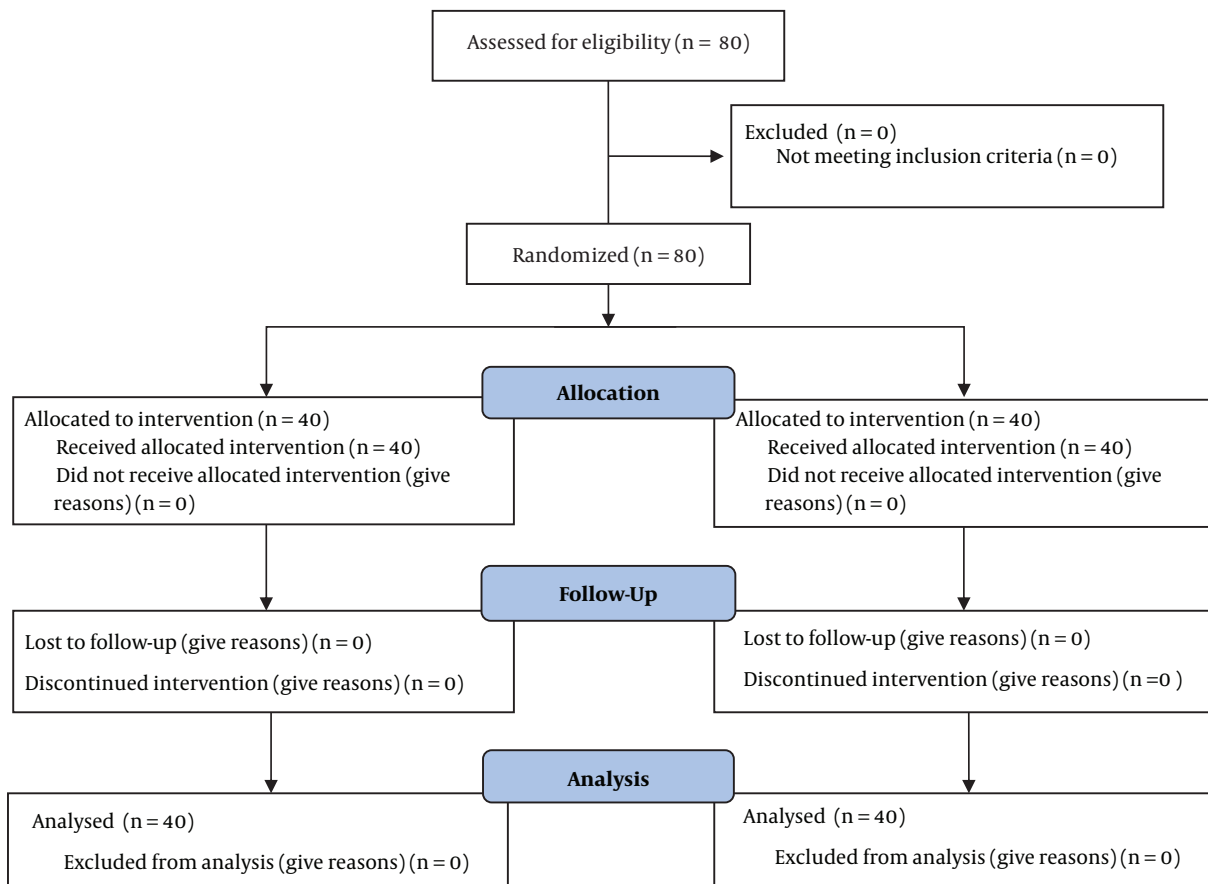 Assessed for eligibility (n = 80)
Excluded (n = 0)
Not meeting inclusion criteria (n = 0)
Randomized (n = 80)
Allocation
Allocated to intervention (n = 40)
Received allocated intervention (n = 40)
Did not receive allocated intervention (give
reasons) (n = 0)
Allocated to intervention (n = 40)
Received allocated intervention (n = 40)
Did not receive allocated intervention (give
reasons) (n = 0)
Follow-Up
Lost to follow-up (give reasons) (n = 0)
Discontinued intervention (give reasons) (n = 0)
Lost to follow-up (give reasons) (n = 0)
Discontinued intervention (give reasons) (n =0 )
Analysis
Analysed (n = 40)
Excluded from analysis (give reasons) (n = 0)
Analysed (n = 40)
Excluded from analysis (give reasons) (n = 0)